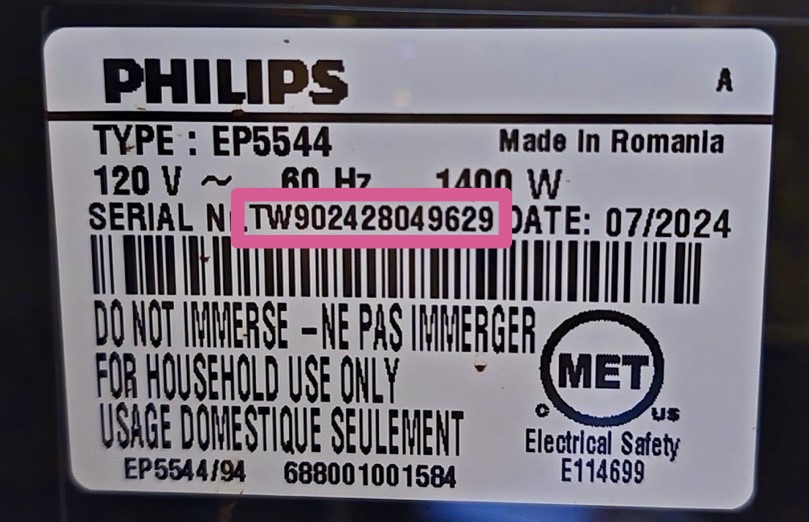 PHILIPS A
TYPE : EP5544 Made in Romania
120 V ~ 60 Hz 1400 W
SERIAL N TW902428049629 DATE: 07/2024
DO NOT IMMERSE – NE PAS IMMERGER
FOR HOUSEHOLD USE ONLY
USAGE DOMESTIQUE SEULEMENT
MET
C US
Electrical Safety
EP5544/94 688001001584 E114699